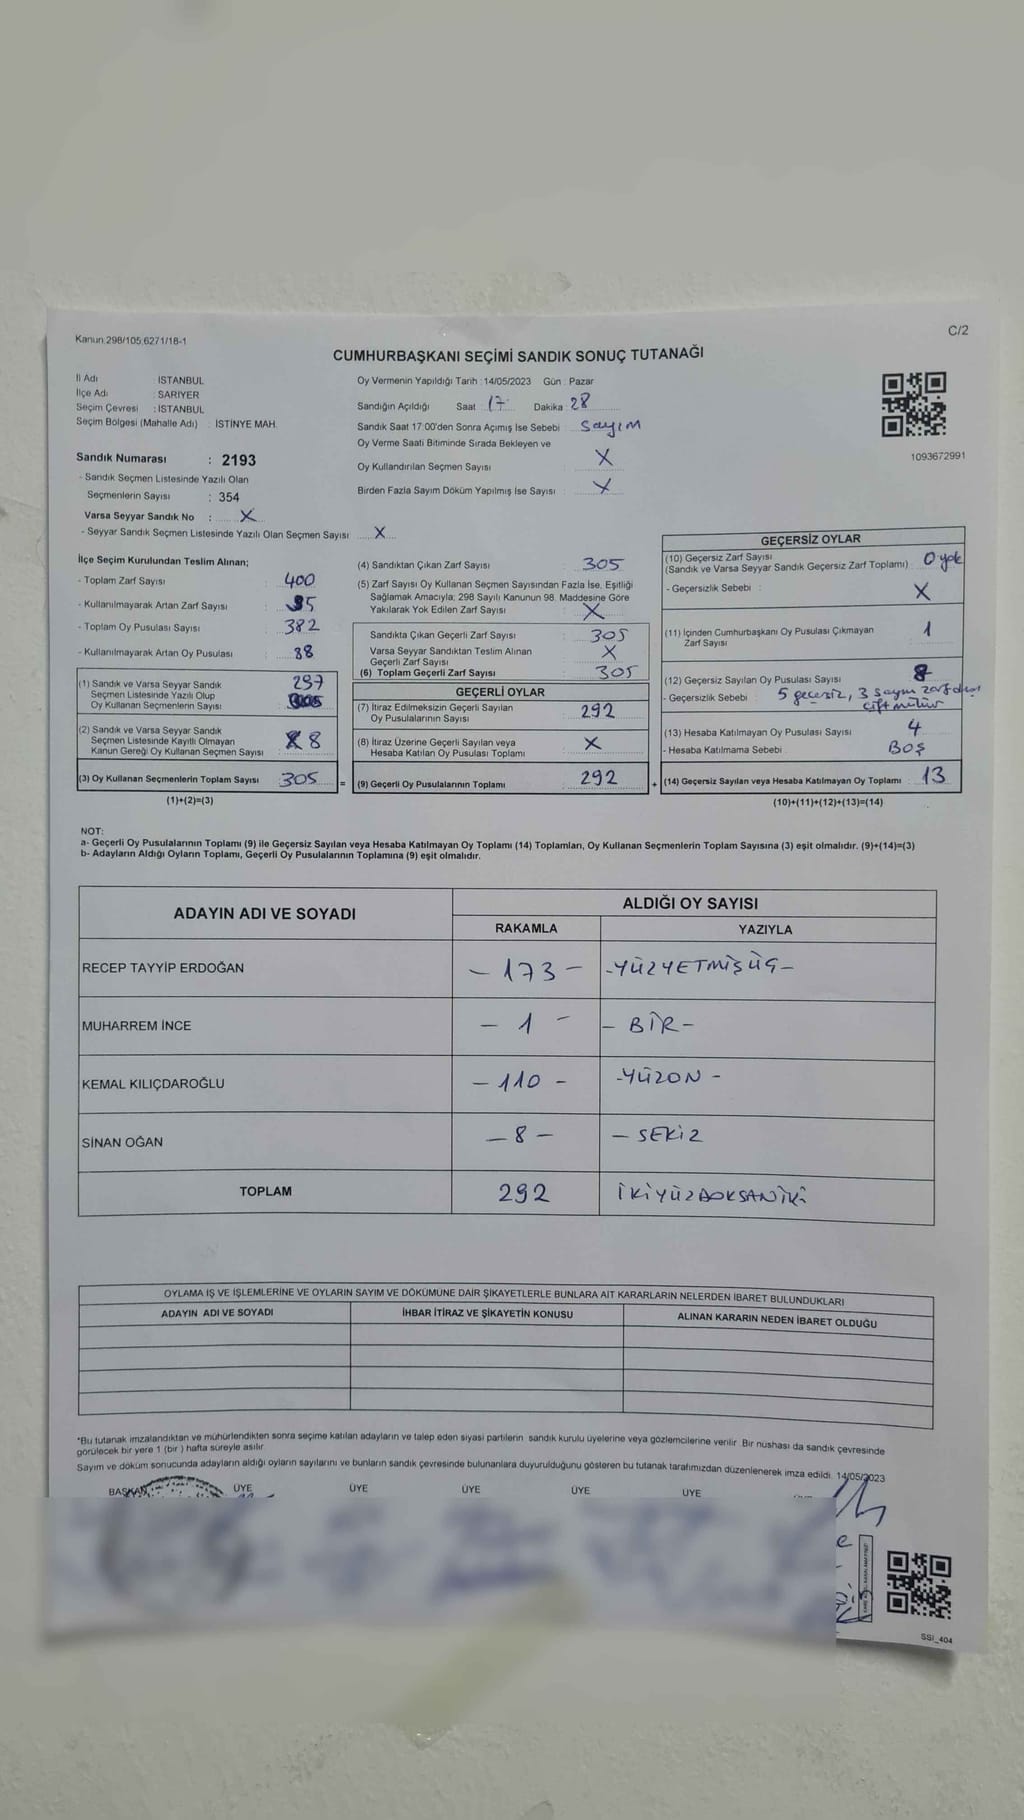 Kanun 298/105,6271/18-1
C/2
CUMHURBAŞKANI SEÇİMİ SANDIK SONUÇ TUTANAĞI
İl Adı : İSTANBUL
İlçe Adı : SARIYER
Seçim Çevresi : İSTANBUL
Seçim Bölgesi (Mahalle Adı) : İSTİNYE MAH.
Sandık Numarası : 2193
- Sandık Seçmen Listesinde Yazılı Olan
Seçmenlerin Sayısı : 354
Varsa Seyyar Sandık No : X
- Seyyar Sandık Seçmen Listesinde Yazılı Olan Seçmen Sayısı X
Oy Vermenin Yapıldığı Tarih : 14/05/2023 Gün : Pazar
Sandığın Açıldığı Saat 17 Dakika 28
Sandık Saat 17:00'den Sonra Açımış İse Sebebi : Sayım
Oy Verme Saati Bitiminde Sırada Bekleyen ve
Oy Kullandırılan Seçmen Sayısı : X
Birden Fazla Sayım Döküm Yapılmış İse Sayısı : X
1093672991
İlçe Seçim Kurulundan Teslim Alınan;
- Toplam Zarf Sayısı : 400
- Kullanılmayarak Artan Zarf Sayısı : 95
- Toplam Oy Pusulası Sayısı : 382
- Kullanılmayarak Artan Oy Pusulası : 88
(1) Sandık ve Varsa Seyyar Sandık
Seçmen Listesinde Yazılı Olup
Oy Kullanan Seçmenlerin Sayısı 297
(2) Sandık ve Varsa Seyyar Sandık
Seçmen Listesinde Kayıtlı Olmayan
Kanun Gereği Oy Kullanan Seçmen Sayısı 8
(3) Oy Kullanan Seçmenlerin Toplam Sayısı 305 =
(1)+(2)=(3)
(4) Sandıktan Çıkan Zarf Sayısı : 305
(5) Zarf Sayısı Oy Kullanan Seçmen Sayısından Fazla İse, Eşitliği
Sağlamak Amacıyla; 298 Sayılı Kanunun 98. Maddesine Göre
Yakılarak Yok Edilen Zarf Sayısı : X
Sandıkta Çıkan Geçerli Zarf Sayısı : 305
Varsa Seyyar Sandıktan Teslim Alınan
Geçerli Zarf Sayısı X
(6) Toplam Geçerli Zarf Sayısı : 305
GEÇERLİ OYLAR
(7) İtiraz Edilmeksizin Geçerli Sayılan
Oy Pusulalarının Sayısı : 292
(8) İtiraz Üzerine Geçerli Sayılan veya
Hesaba Katılan Oy Pusulası Toplamı : X
(9) Geçerli Oy Pusulalarının Toplamı : 292 +
GEÇERSİZ OYLAR
(10) Geçersiz Zarf Sayısı
(Sandık ve Varsa Seyyar Sandık Geçersiz Zarf Toplamı) : 0 yok
- Geçersizlik Sebebi : X
(11) İçinden Cumhurbaşkanı Oy Pusulası Çıkmayan
Zarf Sayısı 1
(12) Geçersiz Sayılan Oy Pusulası Sayısı 8
- Geçersizlik Sebebi : 5 geçersiz, 3 sayım zarfdan
çift mühür
(13) Hesaba Katılmayan Oy Pusulası Sayısı 4
- Hesaba Katılmama Sebebi BOŞ
(14) Geçersiz Sayılan veya Hesaba Katılmayan Oy Toplamı : 13
(10)+(11)+(12)+(13)=(14)
NOT:
a- Geçerli Oy Pusulalarının Toplamı (9) ile Geçersiz Sayılan veya Hesaba Katılmayan Oy Toplamı (14) Toplamları, Oy Kullanan Seçmenlerin Toplam Sayısına (3) eşit olmalıdır. (9)+(14)=(3)
b- Adayların Aldığı Oyların Toplamı, Geçerli Oy Pusulalarının Toplamına (9) eşit olmalıdır.
ADAYIN ADI VE SOYADI
ALDIĞI OY SAYISI
RAKAMLA YAZIYLA
RECEP TAYYİP ERDOĞAN - 173 - -YÜZYETMİŞÜÇ-
MUHARREM İNCE - 1 - - BİR -
KEMAL KILIÇDAROĞLU - 110 - -YÜZON -
SİNAN OĞAN - 8 - - SEKİZ
TOPLAM 292 İKİYÜZDOKSANİKİ
OYLAMA İŞ VE İŞLEMLERİNE VE OYLARIN SAYIM VE DÖKÜMÜNE DAİR ŞİKAYETLERLE BUNLARA AİT KARARLARIN NELERDEN İBARET BULUNDUKLARI
ADAYIN ADI VE SOYADI İHBAR İTİRAZ VE ŞİKAYETİN KONUSU ALINAN KARARIN NEDEN İBARET OLDUĞU
*Bu tutanak imzalandıktan ve mühürlendikten sonra seçime katılan adayların ve talep eden siyasi partilerin sandık kurulu üyelerine veya gözlemcilerine verilir. Bir nüshası da sandık çevresinde
görülecek bir yere 1 (bir) hafta süreyle asılır.
Sayım ve döküm sonucunda adayların aldığı oyların sayılarını ve bunların sandık çevresinde bulunanlara duyurulduğunu gösteren bu tutanak tarafımızdan düzenlenerek imza edildi. 14/05/2023
BAŞKAN ÜYE ÜYE ÜYE ÜYE ÜYE
SSİ_404